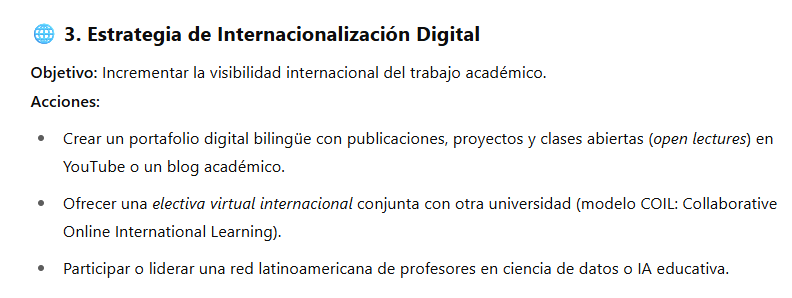 🌐 3. Estrategia de Internacionalización Digital
Objetivo: Incrementar la visibilidad internacional del trabajo académico.
Acciones:
• Crear un portafolio digital bilingüe con publicaciones, proyectos y clases abiertas (open lectures) en
YouTube o un blog académico.
• Ofrecer una electiva virtual internacional conjunta con otra universidad (modelo COIL: Collaborative
Online International Learning).
• Participar o liderar una red latinoamericana de profesores en ciencia de datos o IA educativa.